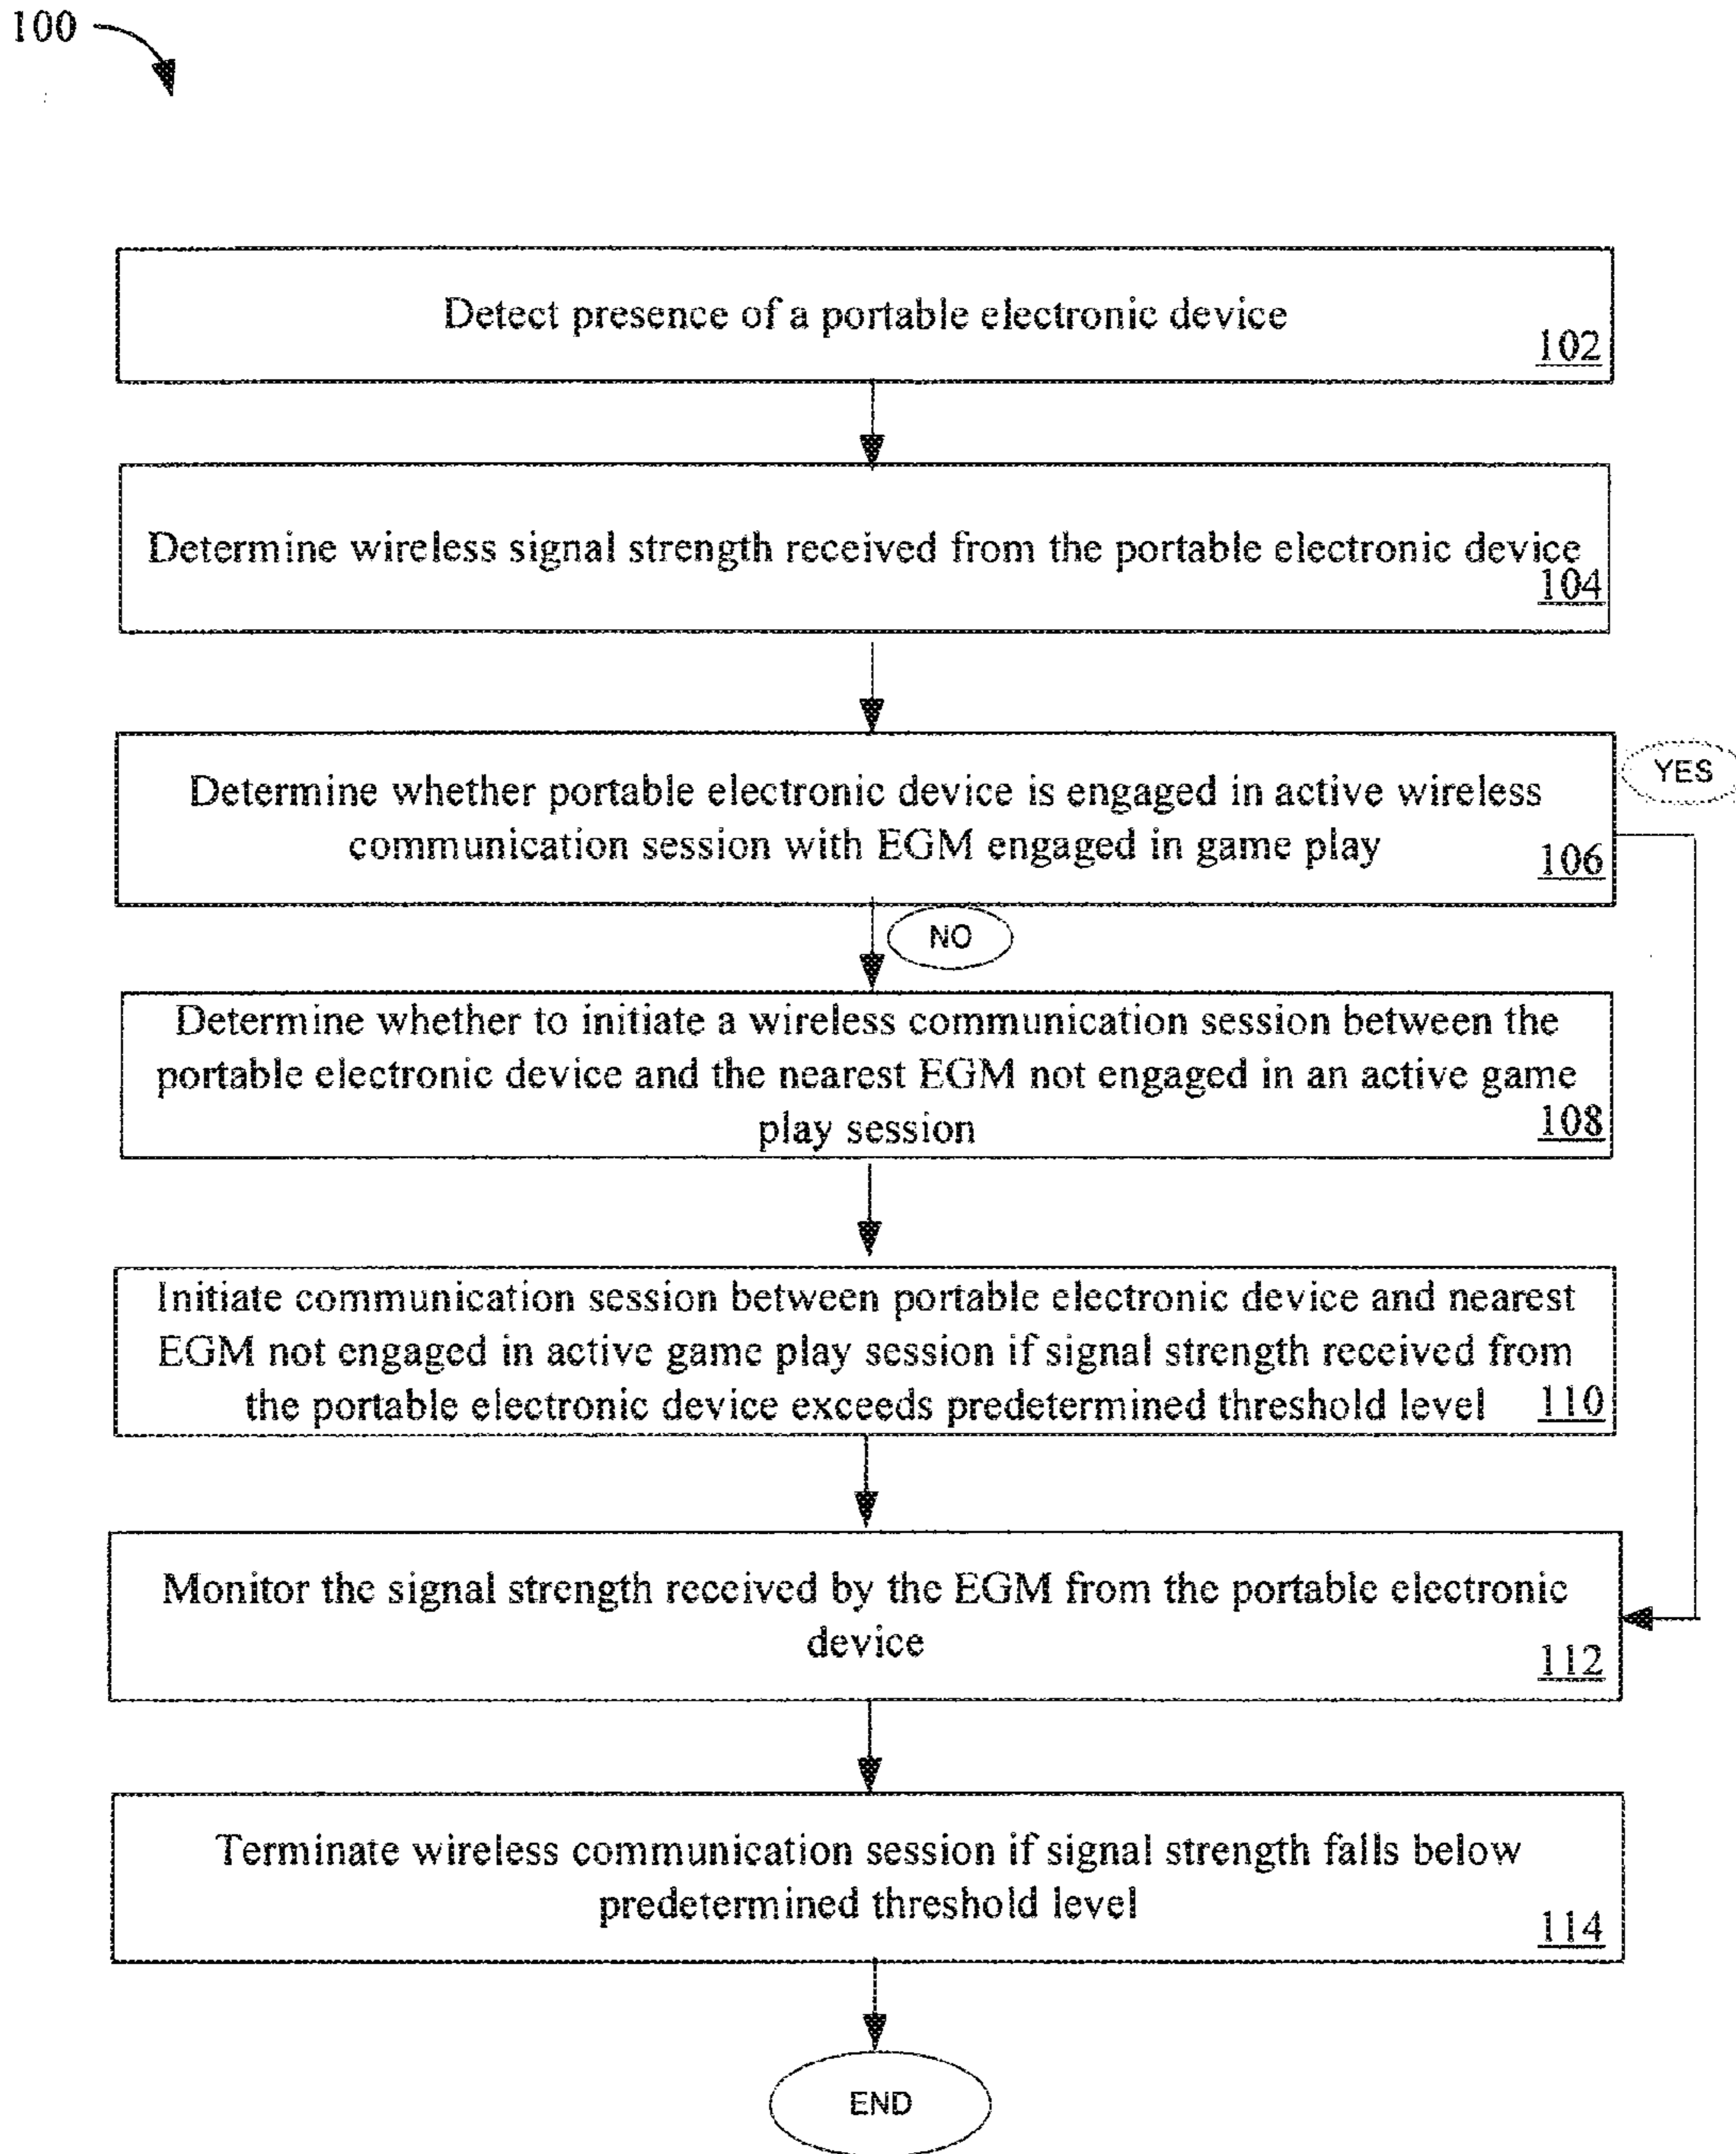 100
Detect presence of a portable electronic device
102
Determine wireless signal strength received from the portable electronic device
104
Determine whether portable electronic device is engaged in active wireless
communication session with EGM engaged in game play
106
YES
NO
Determine whether to initiate a wireless communication session between the
portable electronic device and the nearest EGM not engaged in an active game
play session
108
Initiate communication session between portable electronic device and nearest
EGM not engaged in active game play session if signal strength received from
the portable electronic device exceeds predetermined threshold level
110
Monitor the signal strength received by the EGM from the portable electronic
device
112
Terminate wireless communication session if signal strength falls below
predetermined threshold level
114
END